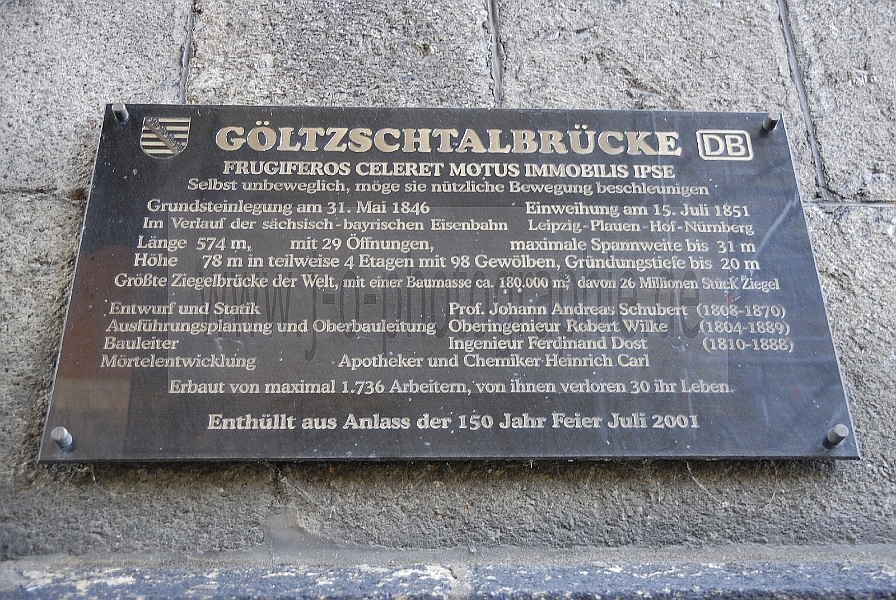 GÖLTZSCHTALBRÜCKE DB
FRUGIFEROS CELERET MOTUS IMMOBILIS IPSE
Selbst unbeweglich, möge sie nützliche Bewegung beschleunigen
Grundsteinlegung am 31. Mai 1846 Einweihung am 15. Juli 1851
Im Verlauf der sächsisch-bayrischen Eisenbahn Leipzig-Plauen-Hof-Nürnberg
Länge 574 m, mit 29 Öffnungen, maximale Spannweite bis 31 m
Höhe 78 m in teilweise 4 Etagen mit 98 Gewölben, Gründungstiefe bis 20 m
Größte Ziegelbrücke der Welt, mit einer Baumasse ca. 180.000 m³ davon 26 Millionen Stück Ziegel
www.j-o-photographie.de
Entwurf und Statik Prof. Johann Andreas Schubert (1808-1870)
Ausführungsplanung und Oberbauleitung Oberingenieur Robert Wilke (1804-1889)
Bauleiter Ingenieur Ferdinand Dost (1810-1888)
Mörtelentwicklung Apotheker und Chemiker Heinrich Carl
Erbaut von maximal 1.736 Arbeitern, von ihnen verloren 30 ihr Leben.
Enthüllt aus Anlass der 150 Jahr Feier Juli 2001